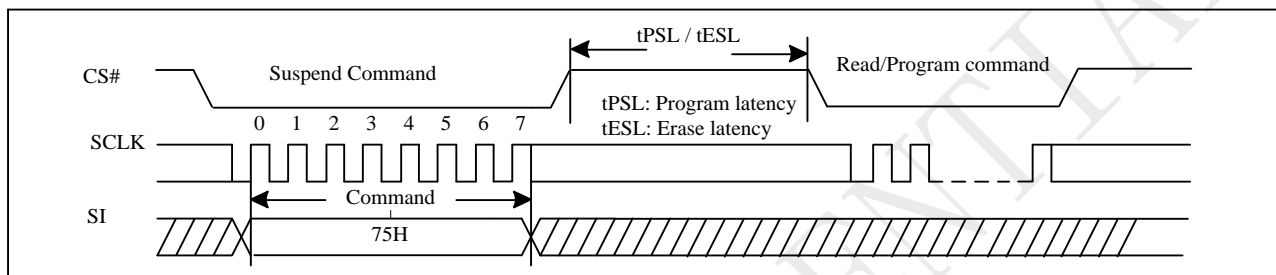 tPSL / tESL
CS#
Suspend Command
Read/Program command
tPSL: Program latency
tESL: Erase latency
0 1 2 3 4 5 6 7
SCLK
Command
SI
75H